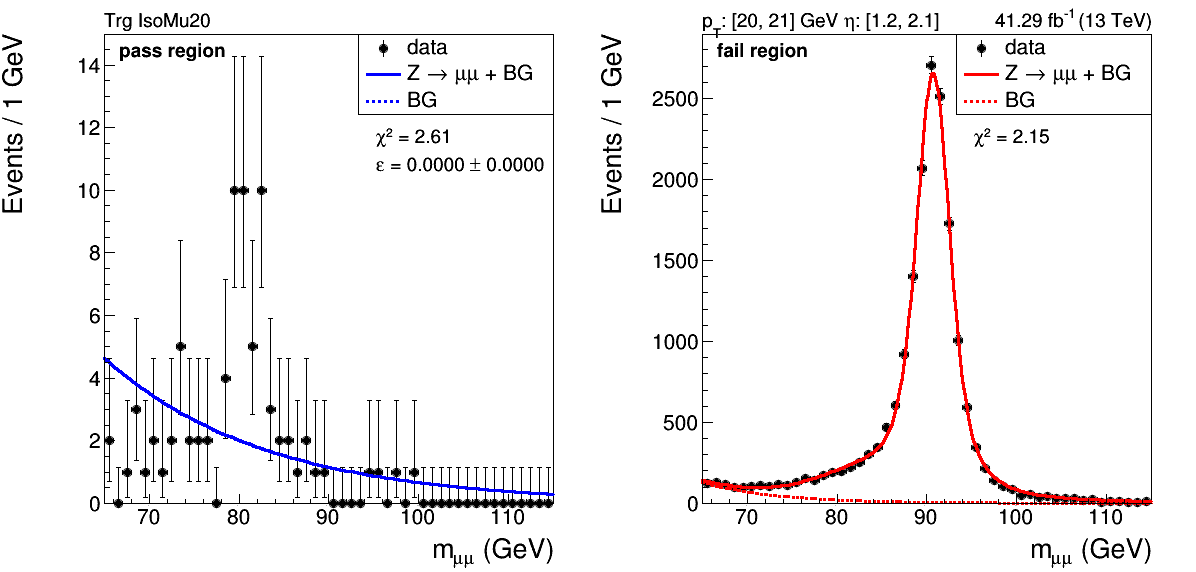 Trg IsoMu20
pass region
data
Z → μμ + BG
BG
χ² = 2.61
ε = 0.0000 ± 0.0000
Events / 1 GeV
14
12
10
8
6
4
2
0
70 80 90 100 110
mμμ (GeV)
pT: [20, 21] GeV η: [1.2, 2.1] 41.29 fb⁻¹ (13 TeV)
fail region
data
Z → μμ + BG
BG
χ² = 2.15
Events / 1 GeV
2500
2000
1500
1000
500
0
70 80 90 100 110
mμμ (GeV)